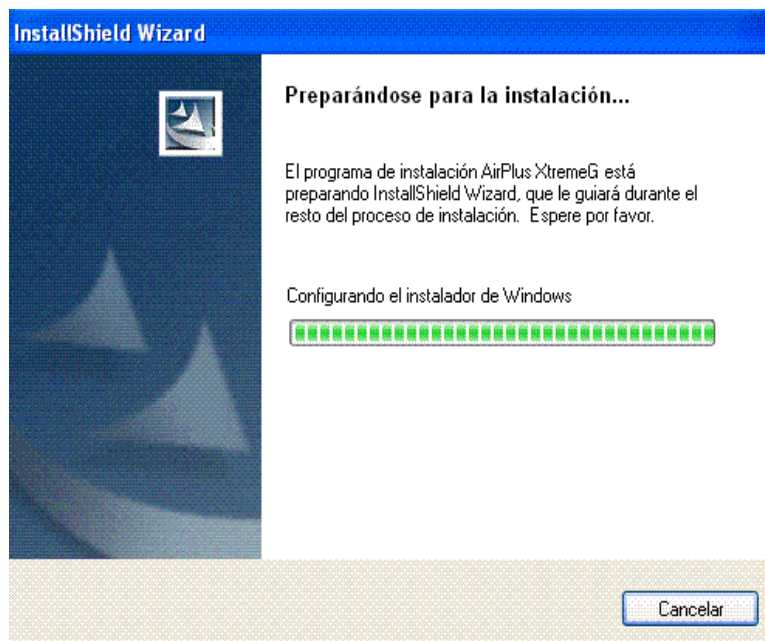 InstallShield Wizard
Preparándose para la instalación...
El programa de instalación AirPlus XtremeG está
preparando InstallShield Wizard, que le guiará durante el
resto del proceso de instalación. Espere por favor.
Configurando el instalador de Windows
Cancelar